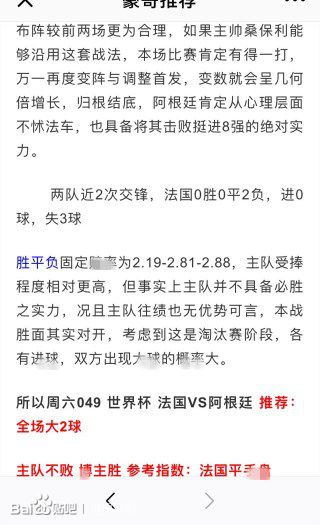 豪哥推荐
布阵较前两场更为合理，如果主帅桑保利能
够沿用这套战法，本场比赛肯定有得一打，
万一再度变阵与调整首发，变数就会呈几何
倍增长，归根结底，阿根廷肯定从心理层面
不怵法车，也具备将其击败挺进8强的绝对实
力。
两队近2次交锋，法国0胜0平2负，进0
球，失3球
胜平负固定率为2.19-2.81-2.88，主队受捧
程度相对更高，但事实上主队并不具备必胜
之实力，况且主队往绩也无优势可言，本战
胜面其实对开，考虑到这是淘汰赛阶段，各
有进球，双方出现大球的概率大。
所以周六049 世界杯 法国VS阿根廷 推荐：
全场大2球
主队不败 博主胜 参考指数：法国平手盘
Bai贴吧